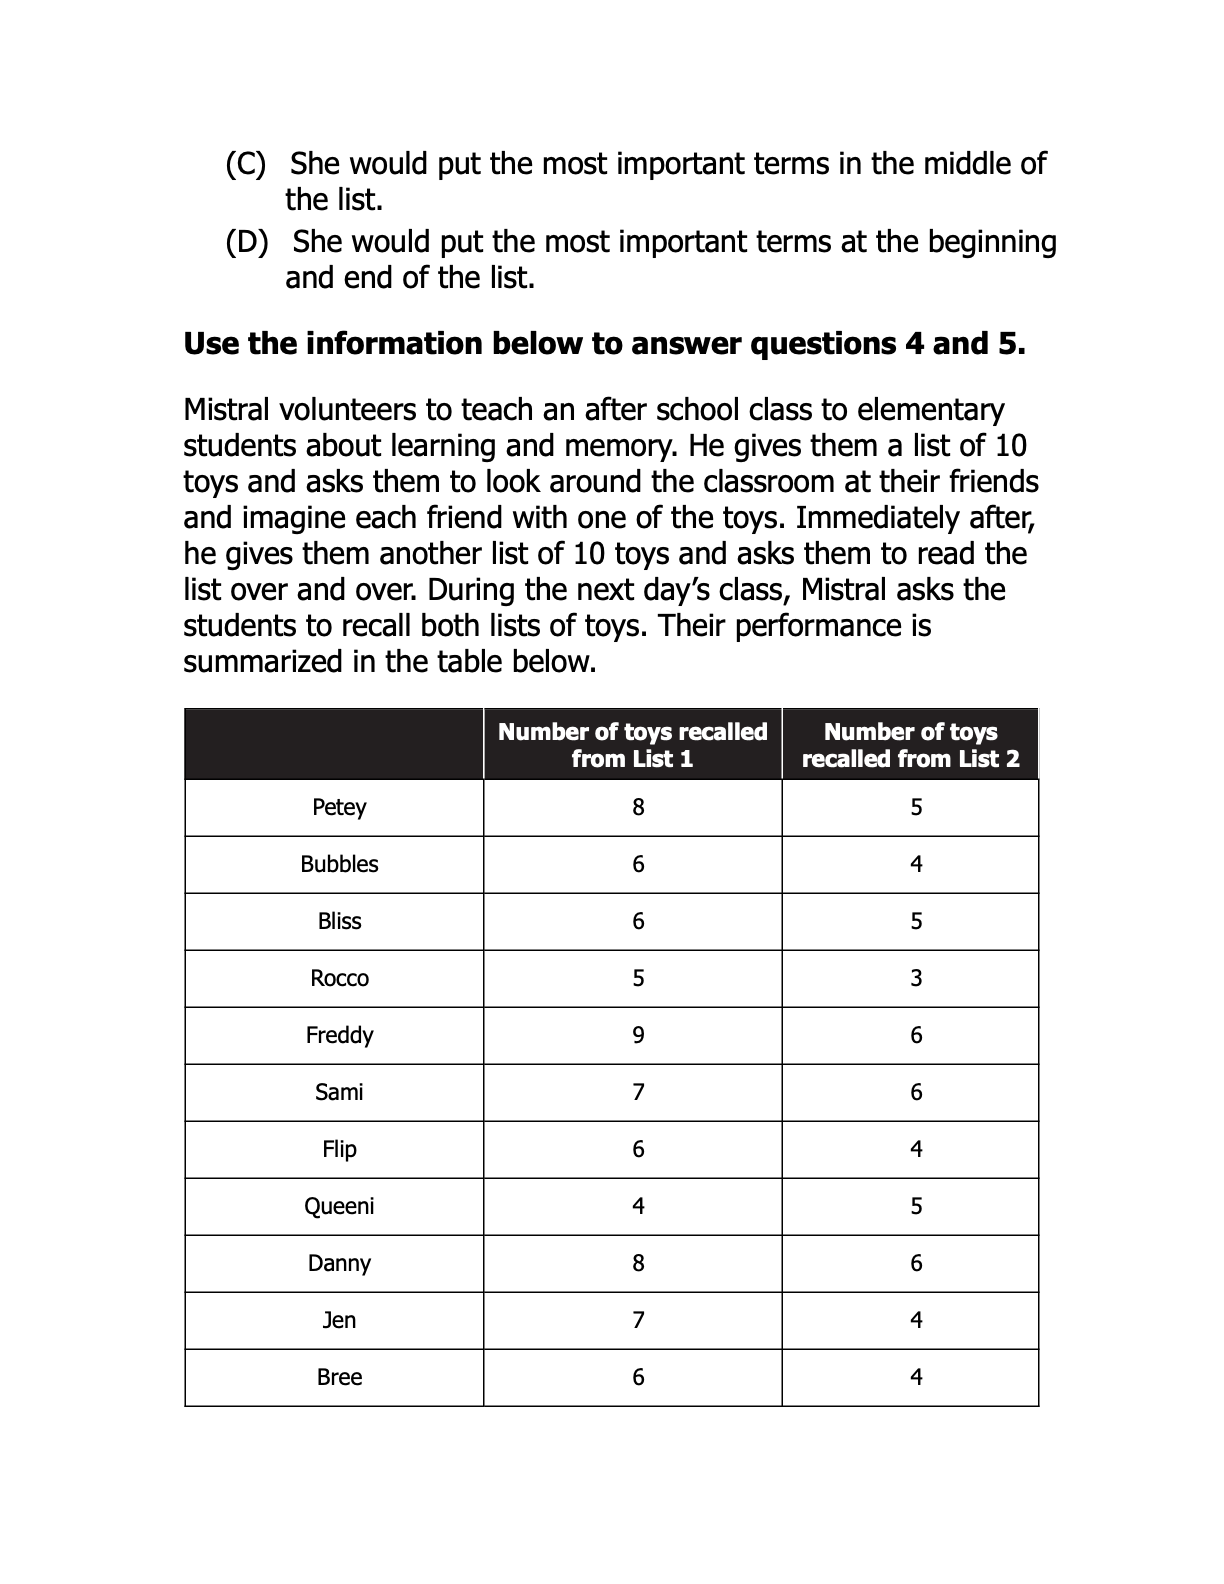 (C) She would put the most important terms in the middle of
the list.
(D) She would put the most important terms at the beginning
and end of the list.
Use the information below to answer questions 4 and 5.
Mistral volunteers to teach an after school class to elementary
students about learning and memory. He gives them a list of 10
toys and asks them to look around the classroom at their friends
and imagine each friend with one of the toys. Immediately after,
he gives them another list of 10 toys and asks them to read the
list over and over. During the next day’s class, Mistral asks the
students to recall both lists of toys. Their performance is
summarized in the table below.
Number of toys recalled from List 1 Number of toys recalled from List 2
Petey 8 5
Bubbles 6 4
Bliss 6 5
Rocco 5 3
Freddy 9 6
Sami 7 6
Flip 6 4
Queeni 4 5
Danny 8 6
Jen 7 4
Bree 6 4